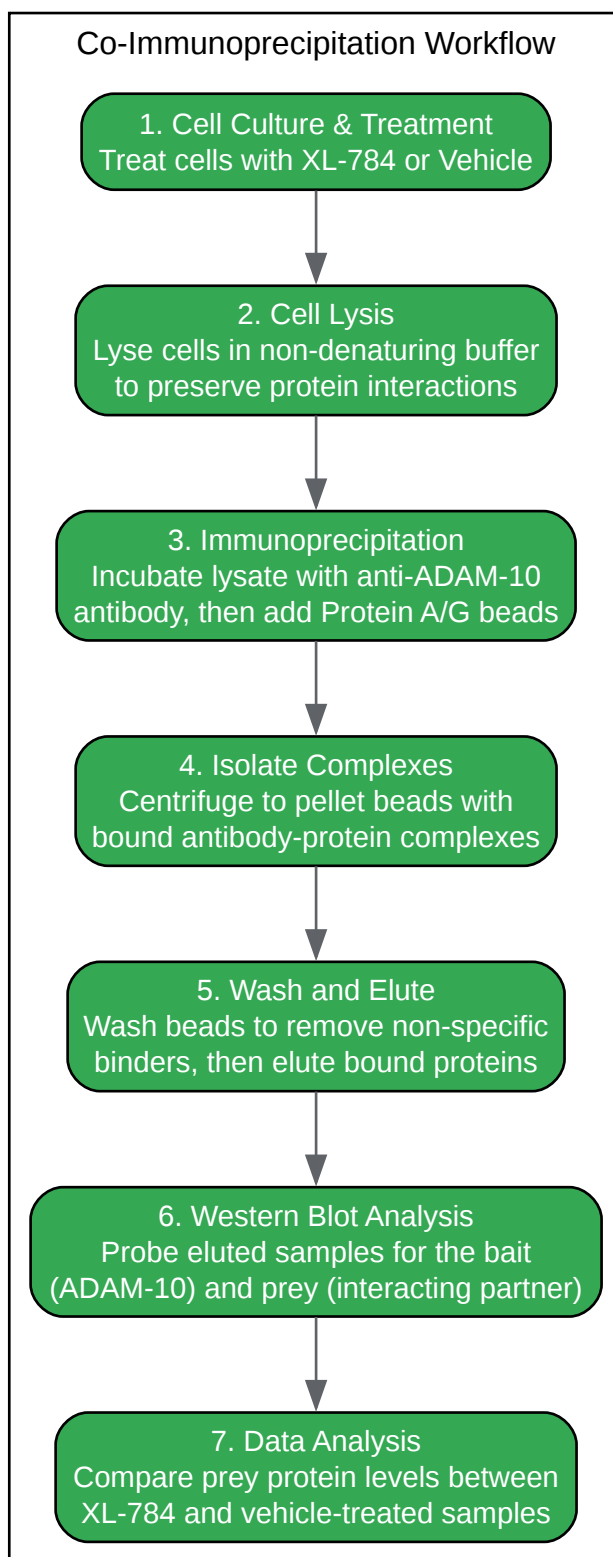 Co-Immunoprecipitation Workflow
1. Cell Culture & Treatment
Treat cells with XL-784 or Vehicle
2. Cell Lysis
Lyse cells in non-denaturing buffer
to preserve protein interactions
3. Immunoprecipitation
Incubate lysate with anti-ADAM-10
antibody, then add Protein A/G beads
4. Isolate Complexes
Centrifuge to pellet beads with
bound antibody-protein complexes
5. Wash and Elute
Wash beads to remove non-specific
binders, then elute bound proteins
6. Western Blot Analysis
Probe eluted samples for the bait
(ADAM-10) and prey (interacting partner)
7. Data Analysis
Compare prey protein levels between
XL-784 and vehicle-treated samples